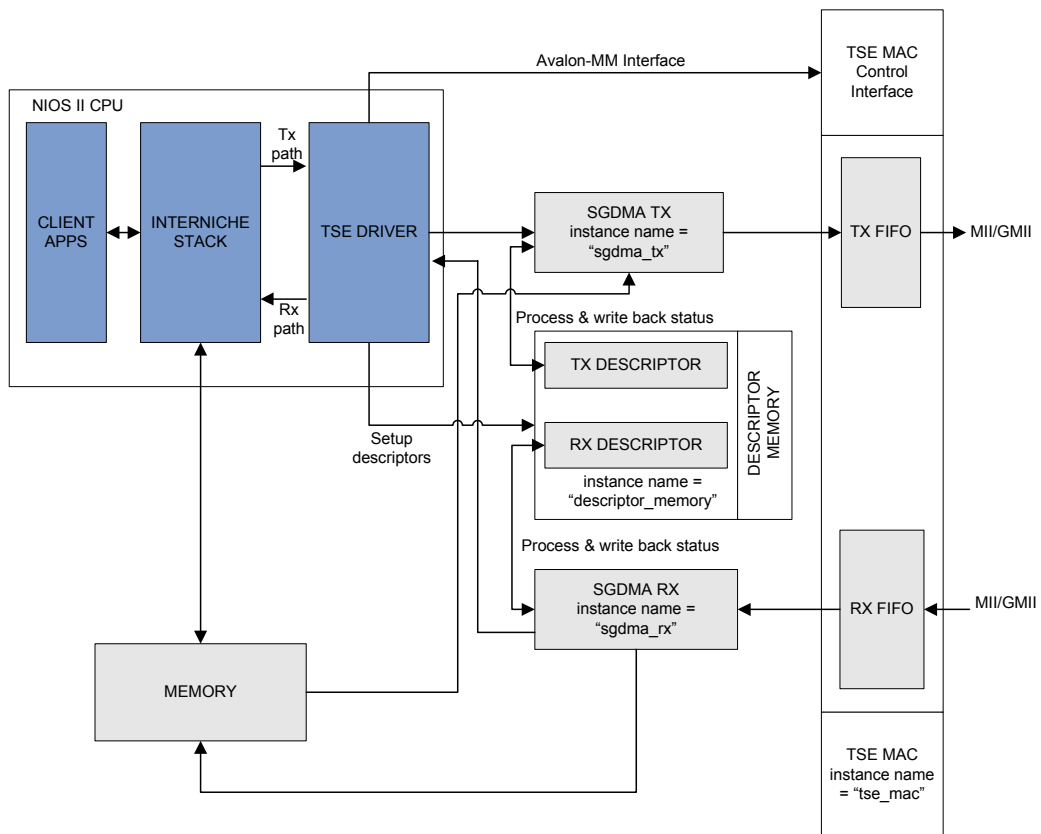 TSE MAC
Control
Interface
Avalon-MM Interface
NIOS II CPU
Tx
path
CLIENT
APPS
INTERNICHE
STACK
TSE DRIVER
Rx
path
SGDMA TX
instance name =
“sgdma_tx”
TX FIFO
MII/GMII
Process & write back status
TX DESCRIPTOR
RX DESCRIPTOR
DESCRIPTOR
MEMORY
instance name =
“descriptor_memory”
Setup
descriptors
Process & write back status
SGDMA RX
instance name =
“sgdma_rx”
RX FIFO
MII/GMII
MEMORY
TSE MAC
instance name
= “tse_mac”